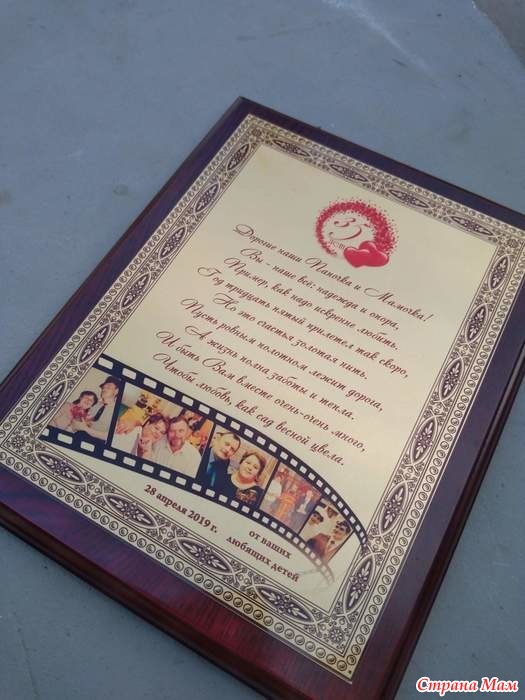 35
лет
Дорогие наши Папочка и Мамочка!
Вы - наше всё: надежда и опора,
Пример, как надо искренне любить.
Год тридцать пятый прилетел так скоро,
Но это счастья золотая нить.
Пусть ровным полотном лежит дорога,
А жизнь полна заботы и тепла.
И быть Вам вместе очень-очень много,
Чтобы любовь, как сад весной цвела.
28 апреля 2019 г.
от ваших
любящих детей
Страна Мам